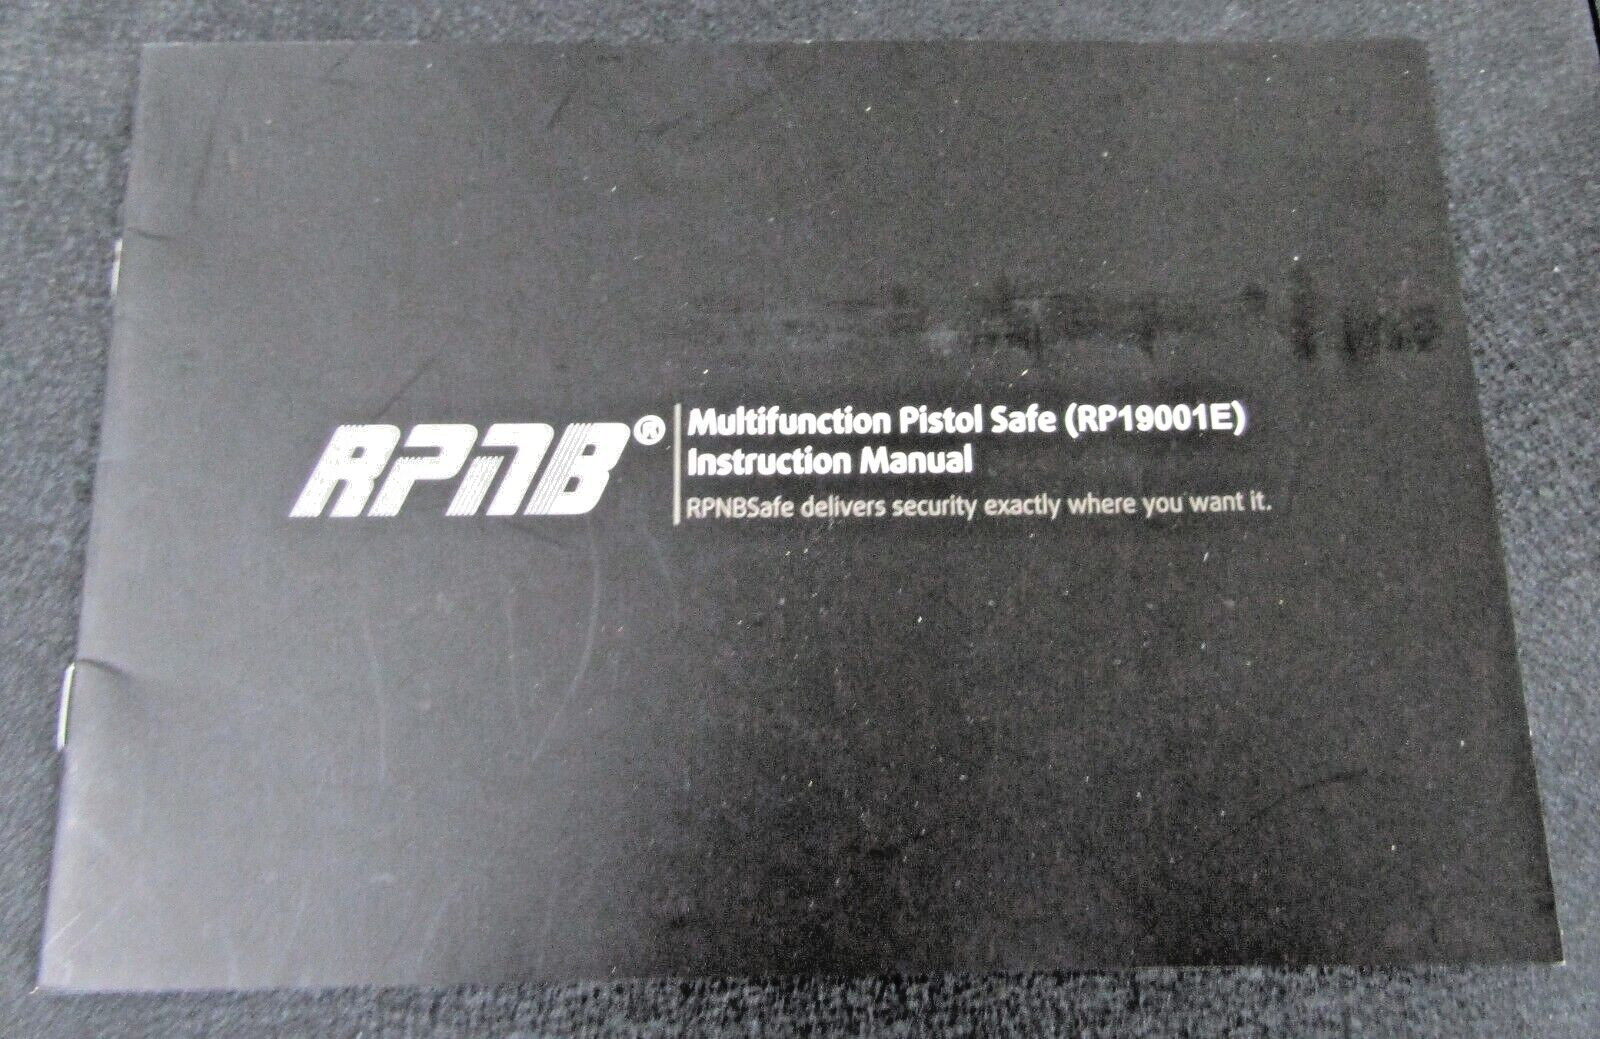 RPNB®
Multifunction Pistol Safe (RP19001E)
Instruction Manual
RPNBSafe delivers security exactly where you want it.